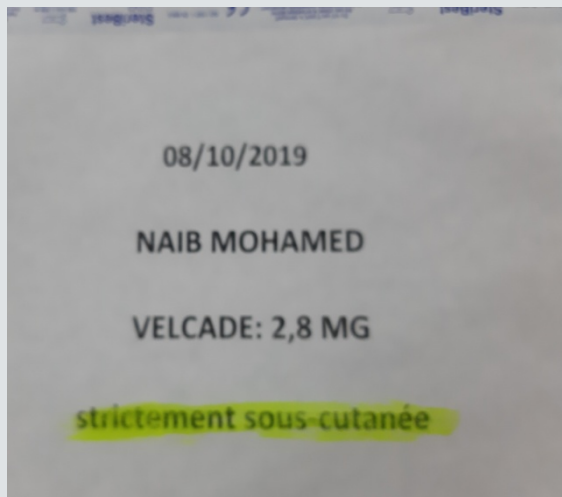 08/10/2019
NAIB MOHAMED
VELCADE: 2,8 MG
strictement sous-cutanée